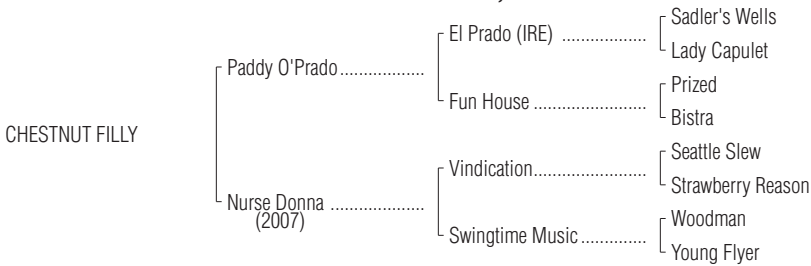 Sadler's Wells
El Prado (IRE) ..................
Lady Capulet
Paddy O'Prado..................
Prized
Fun House ........................
Bistra
CHESTNUT FILLY
Seattle Slew
Vindication........................
Strawberry Reason
Nurse Donna ....................
(2007)
Woodman
Swingtime Music..............
Young Flyer